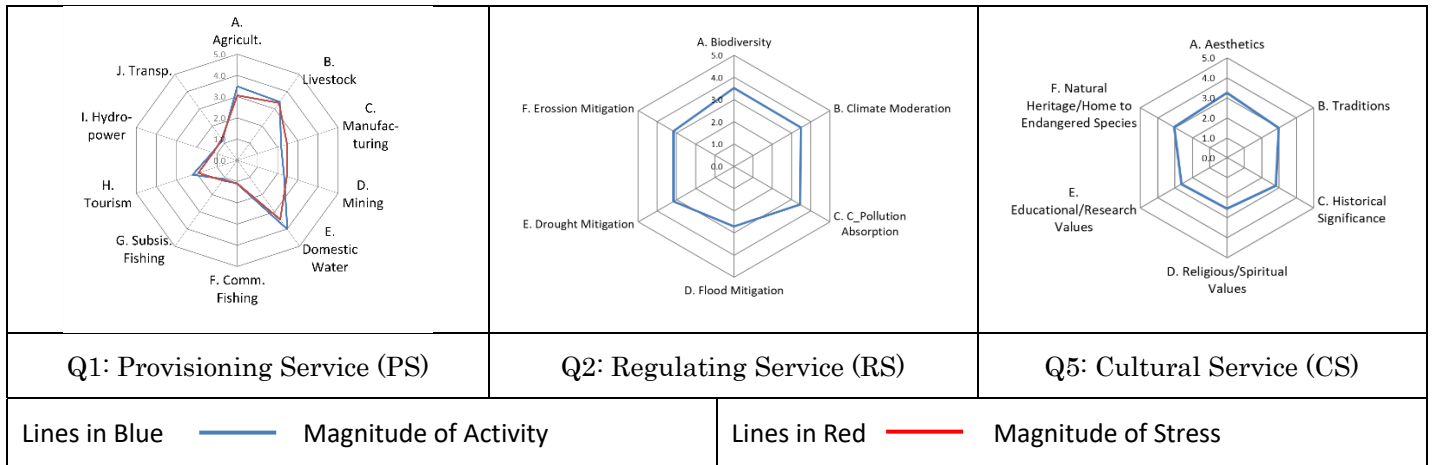 A.
Agricult.
5.0
4.0
3.0
2.0
1.0
0.0
B.
Livestock
C.
Manufac-
turing
D.
Mining
E.
Domestic
Water
F. Comm.
Fishing
G. Subsis.
Fishing
H.
Tourism
I. Hydro-
power
J. Transp.
A. Biodiversity
5.0
4.0
3.0
2.0
1.0
0.0
B. Climate Moderation
C. C_Pollution
Absorption
D. Flood Mitigation
E. Drought Mitigation
F. Erossion Mitigation
A. Aesthetics
5.0
4.0
3.0
2.0
1.0
0.0
B. Traditions
C. Historical
Significance
D. Religious/Spiritual
Values
E.
Educational/Research
Values
F. Natural
Heritage/Home to
Endangered Species
Q1: Provisioning Service (PS)
Q2: Regulating Service (RS)
Q5: Cultural Service (CS)
Lines in Blue Magnitude of Activity
Lines in Red Magnitude of Stress